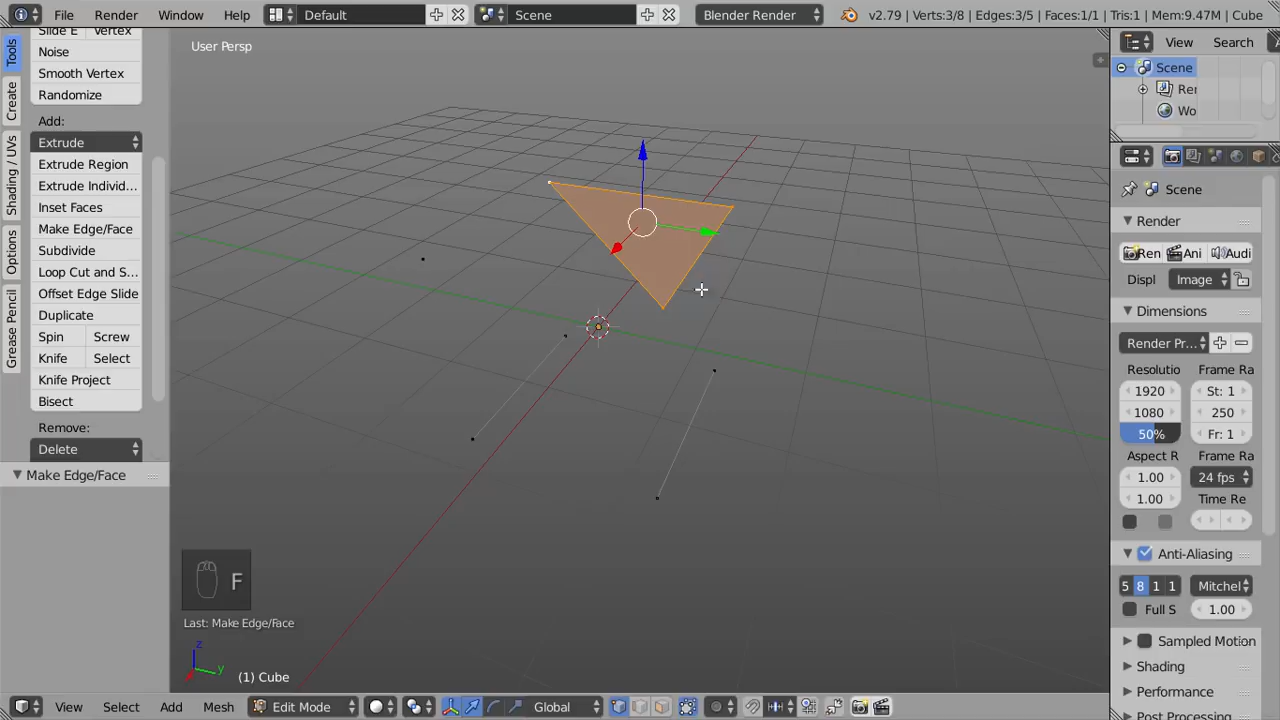 File Render Window Help Default Scene Blender Render v2.79 | Verts:3/8 | Edges:3/5 | Faces:1/1 | Tris:1 | Mem:9.47M | Cube
Tools
Create
Shading / UVs
Options
Grease Pencil
Slide E Vertex
Noise
Smooth Vertex
Randomize
Add:
Extrude
Extrude Region
Extrude Individ...
Inset Faces
Make Edge/Face
Subdivide
Loop Cut and S...
Offset Edge Slide
Duplicate
Spin Screw
Knife Select
Knife Project
Bisect
Remove:
Delete
Make Edge/Face
User Persp
F
Last: Make Edge/Face
z
y
(1) Cube
View Select Add Mesh Edit Mode Global
View Search
Scene
Rer
Wo
Scene
Render
Ren Ani Audi
Displ Image
Dimensions
Render Pr...
Resolutio Frame Ra
1920 St: 1
1080 250
50% Fr: 1
Aspect R Frame Ra
1.00 24 fps
1.00 Time Re
Anti-Aliasing
5 8 1 1 Mitchel
Full S 1.00
Sampled Motion
Shading
Performance
Post Processing